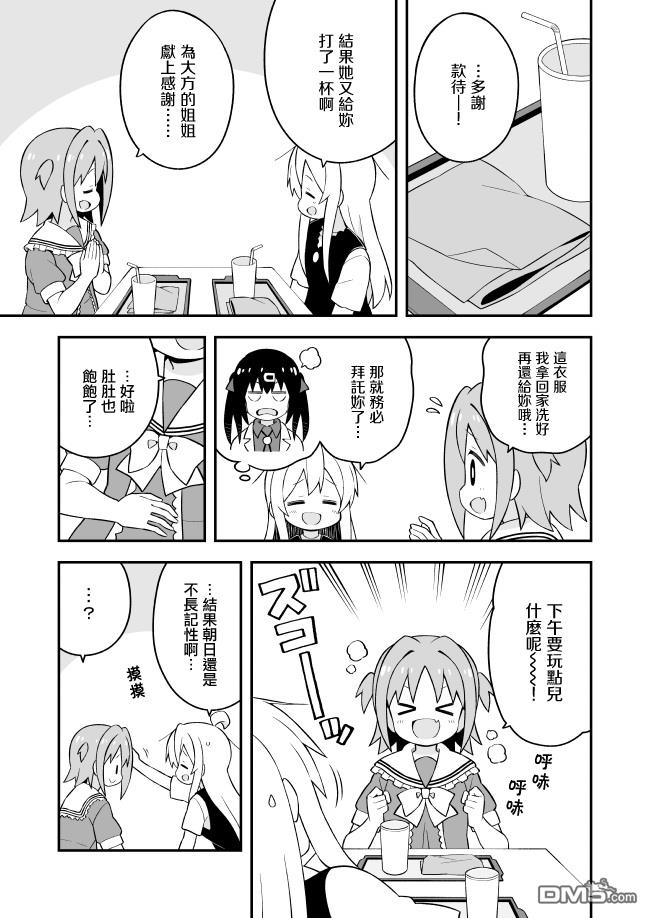 …多謝
款待—！
結果她又給妳
打了一杯啊
為大方的姐姐
獻上感謝……
這衣服
我拿回家洗好
再還給妳哦…
那就務必
拜託妳了…
…好啦
肚肚也
飽飽了…
下午要玩點兒
什麼呢～～！
ズコーッ
呼哧
呼哧
…結果朝日還是
不長記性啊…
摸摸
…？
DM5.com